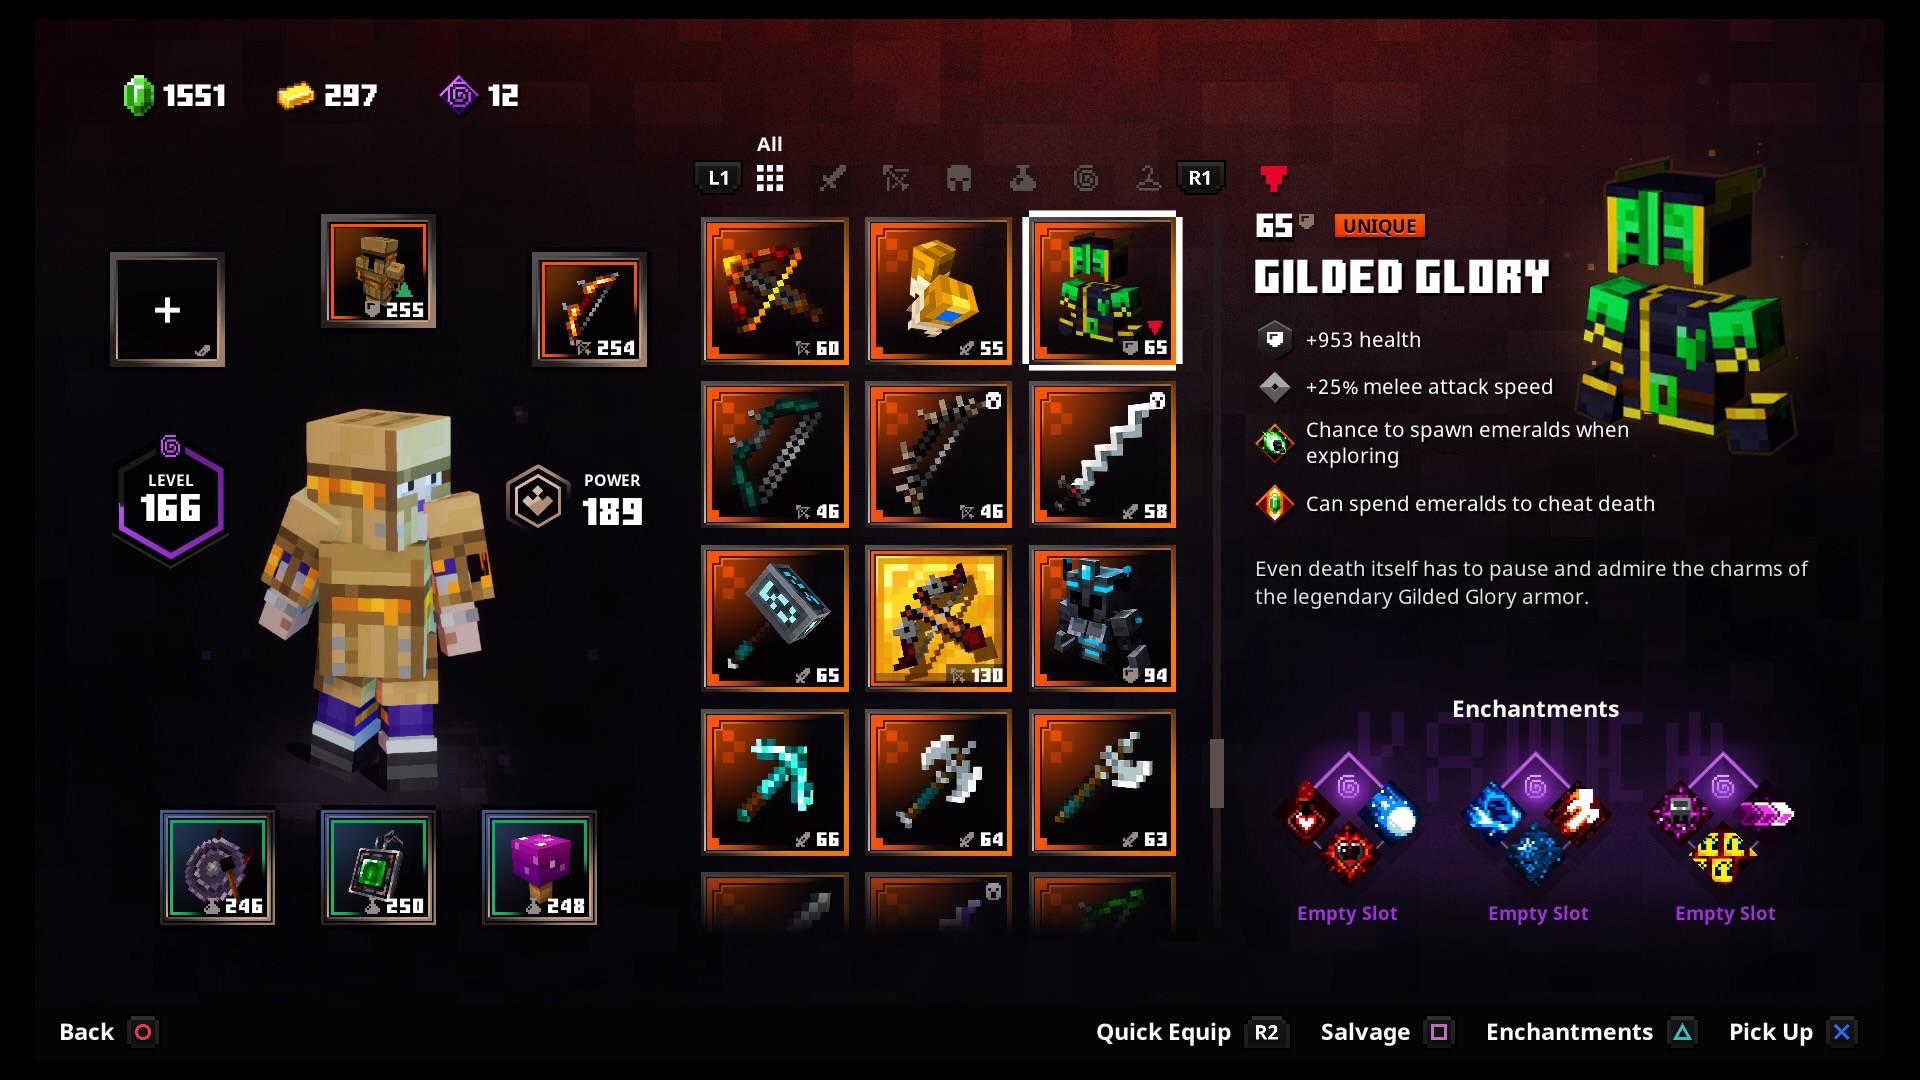 1551
297
12
All
L1
R1
65
UNIQUE
GILDED GLORY
+953 health
+25% melee attack speed
Chance to spawn emeralds when
exploring
Can spend emeralds to cheat death
Even death itself has to pause and admire the charms of
the legendary Gilded Glory armor.
Enchantments
Empty Slot
Empty Slot
Empty Slot
+
255
254
LEVEL
166
POWER
189
246
250
248
60
55
65
46
46
58
65
130
94
66
64
63
Back
Quick Equip R2
Salvage
Enchantments
Pick Up